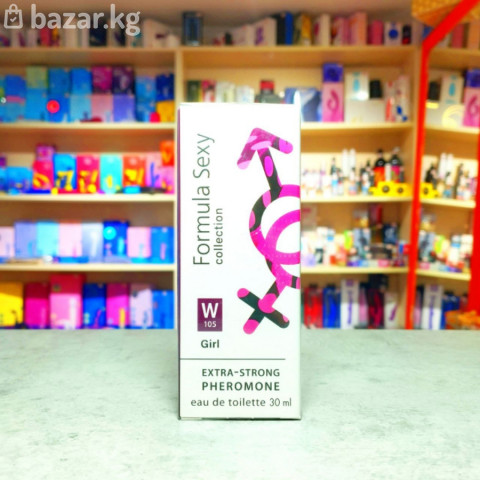 bazar.kg
Formula Sexy
collection
W
105
Girl
EXTRA-STRONG
PHEROMONE
eau de toilette 30 ml